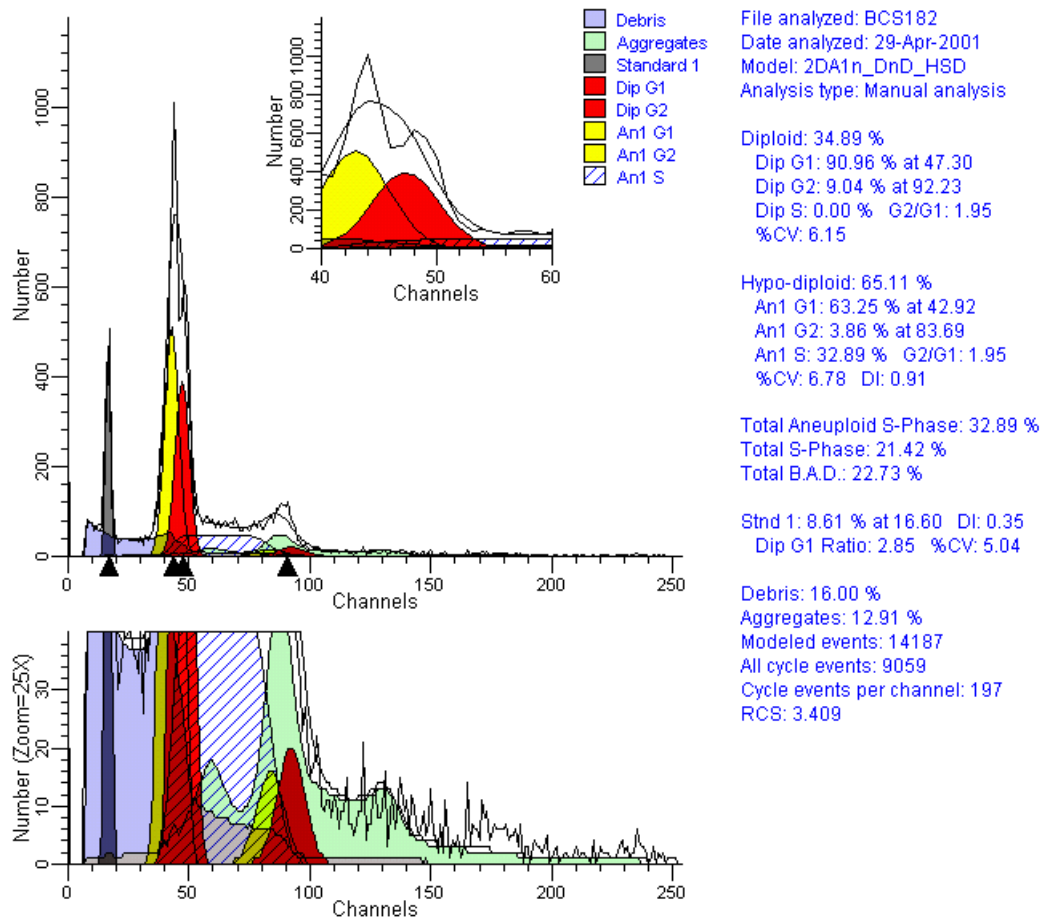 Debris
Aggregates
Standard 1
Dip G1
Dip G2
An1 G1
An1 G2
An1 S
File analyzed: BCS182
Date analyzed: 29-Apr-2001
Model: 2DA1n_DnD_HSD
Analysis type: Manual analysis
Diploid: 34.89 %
Dip G1: 90.96 % at 47.30
Dip G2: 9.04 % at 92.23
Dip S: 0.00 % G2/G1: 1.95
%CV: 6.15
Hypo-diploid: 65.11 %
An1 G1: 63.25 % at 42.92
An1 G2: 3.86 % at 83.69
An1 S: 32.89 % G2/G1: 1.95
%CV: 6.78 DI: 0.91
Total Aneuploid S-Phase: 32.89 %
Total S-Phase: 21.42 %
Total B.A.D.: 22.73 %
Stnd 1: 8.61 % at 16.60 DI: 0.35
Dip G1 Ratio: 2.85 %CV: 5.04
Debris: 16.00 %
Aggregates: 12.91 %
Modeled events: 14187
All cycle events: 9059
Cycle events per channel: 197
RCS: 3.409
Number
0 200 400 600 800 1000
40 50 60
Channels
Number
0 200 400 600 800 1000
0 50 100 150 200 250
Channels
Number (Zoom=25X)
0 10 20 30
0 50 100 150 200 250
Channels